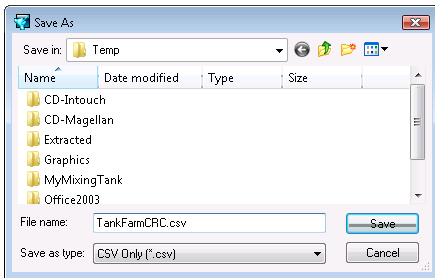 Save As
Save in: Temp
Name Date modified Type Size
CD-Intouch
CD-Magellan
Extracted
Graphics
MyMixingTank
Office2003
File name: TankFarmCRC.csv Save
Save as type: CSV Only (*.csv) Cancel